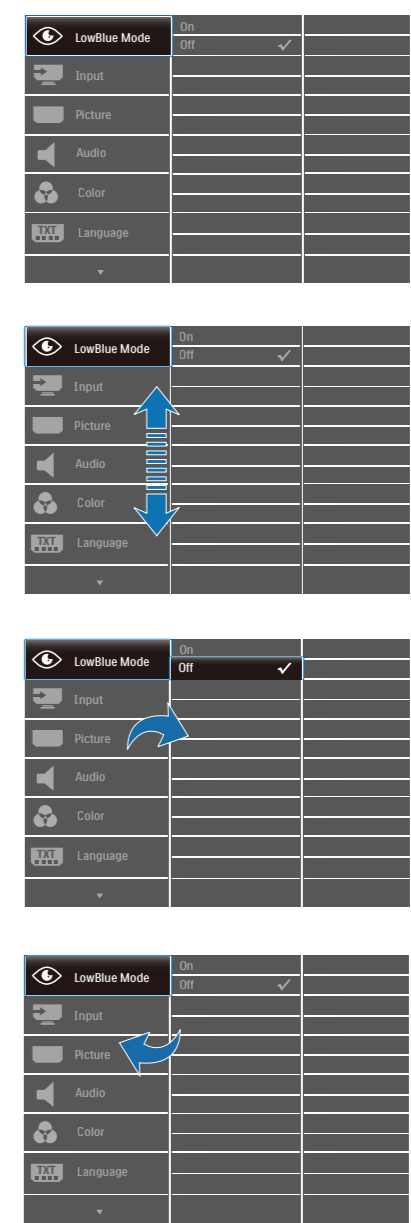 On
LowBlue Mode
Off
Input
Picture
Audio
Color
TXT
Language
On
LowBlue Mode
Off
Input
Picture
Audio
Color
TXT
Language
On
LowBlue Mode
Off
Input
Picture
Audio
Color
TXT
Language
On
LowBlue Mode
Off
Input
Picture
Audio
Color
TXT
Language